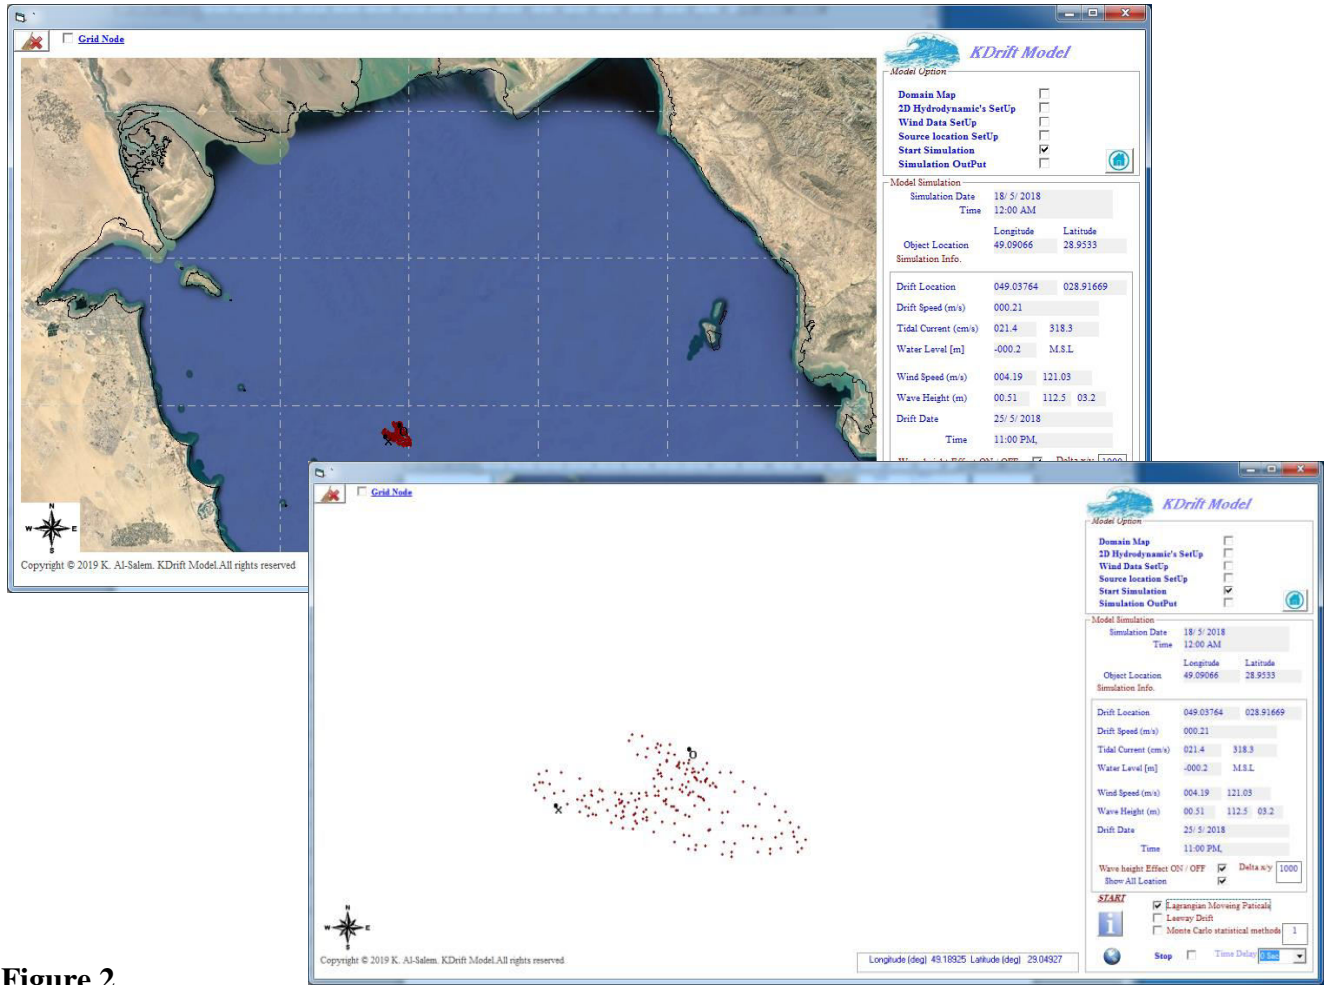 Grid Node
KDrift Model
Model Option
Domain Map
2D Hydrodynamic's SetUp
Wind Data SetUp
Source location SetUp
Start Simulation
Simulation OutPut
Model Simulation
Simulation Date 18/ 5/ 2018
Time 12:00 AM
Longitude Latitude
Object Location 49.09066 28.9533
Simulation Info.
Drift Location 049.03764 028.91669
Drift Speed (m/s) 000.21
Tidal Current (cm/s) 021.4 318.3
Water Level [m] -000.2 M.S.L
Wind Speed (m/s) 004.19 121.03
Wave Height (m) 00.51 112.5 03.2
Drift Date 25/ 5/ 2018
Time 11:00 PM,
Wave height Effect ON / OFF Delta x/y 1000
X
N
W E
S
Copyright © 2019 K. Al-Salem. KDrift Model.All rights reserved
Grid Node
KDrift Model
Model Option
Domain Map
2D Hydrodynamic's SetUp
Wind Data SetUp
Source location SetUp
Start Simulation
Simulation OutPut
Model Simulation
Simulation Date 18/ 5/ 2018
Time 12:00 AM
Longitude Latitude
Object Location 49.09066 28.9533
Simulation Info.
Drift Location 049.03764 028.91669
Drift Speed (m/s) 000.21
Tidal Current (cm/s) 021.4 318.3
Water Level [m] -000.2 M.S.L
Wind Speed (m/s) 004.19 121.03
Wave Height (m) 00.51 112.5 03.2
Drift Date 25/ 5/ 2018
Time 11:00 PM,
Wave height Effect ON / OFF Delta x/y 1000
Show All Loation
O
X
START
Lagrangian Moveing Paticals
Leeway Drift
Monte Carlo statistical methods 1
Stop Time Delay 0 Sec
N
W E
S
Copyright © 2019 K. Al-Salem. KDrift Model.All rights reserved
Longitude (deg) 49.18925 Latitude (deg) 29.04927
Figure 2